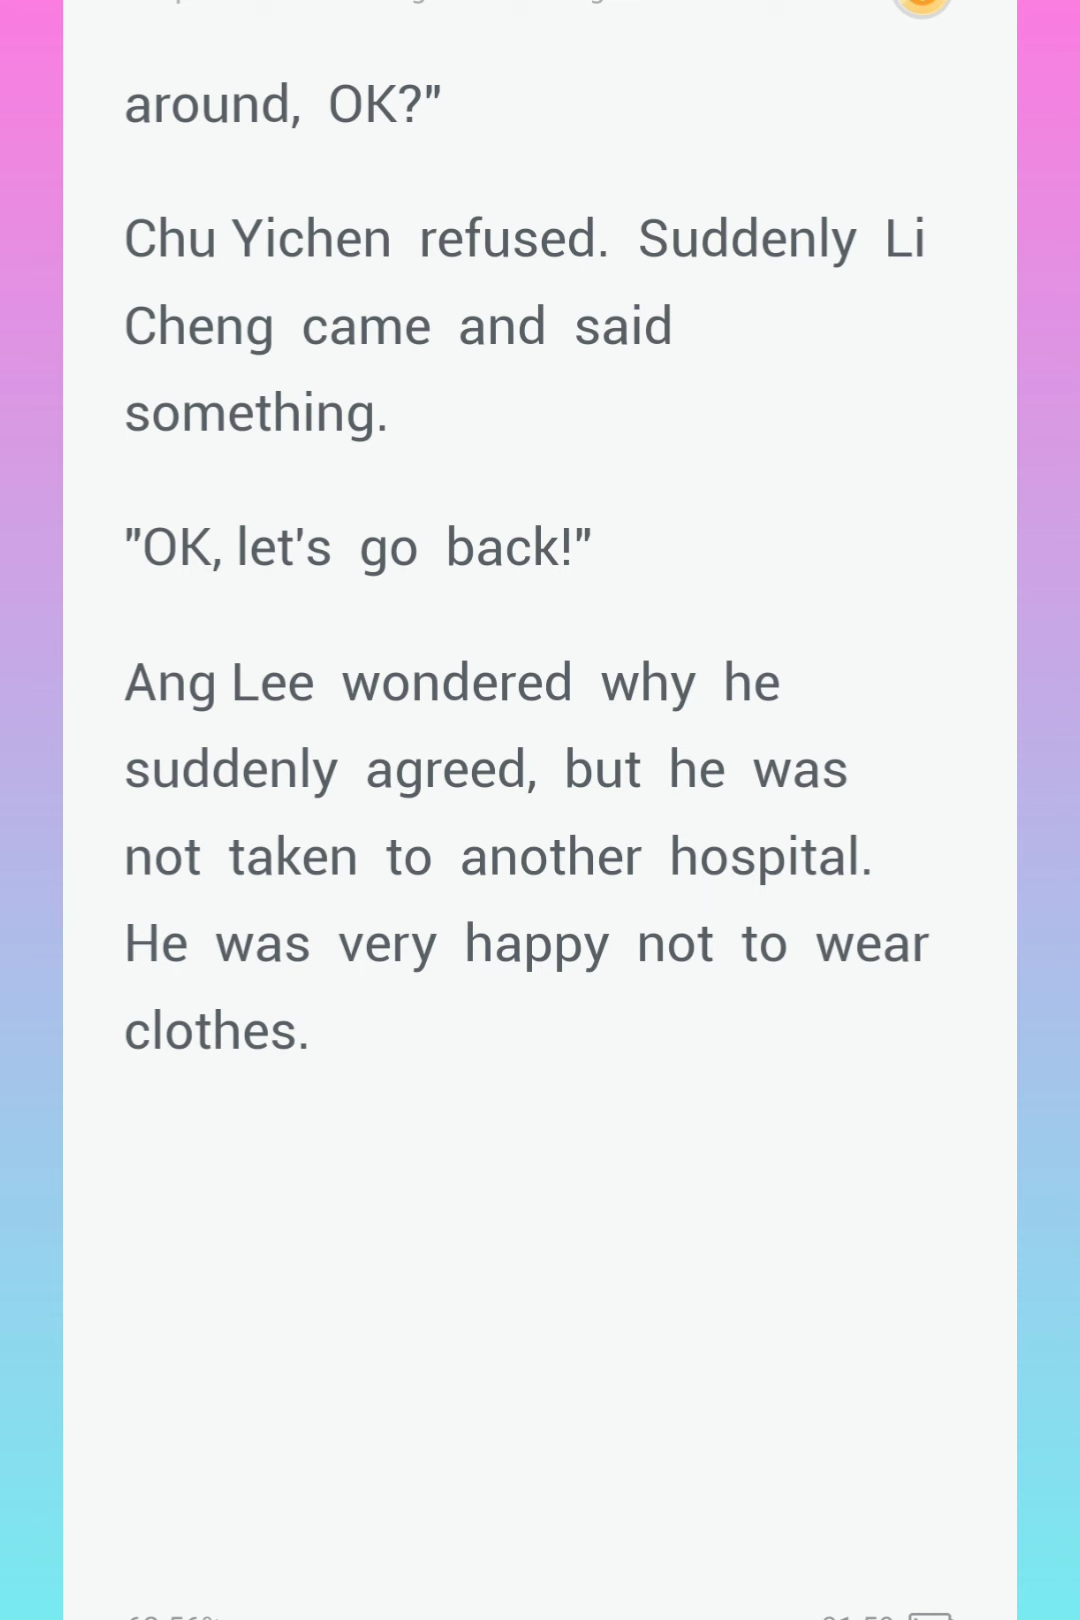 around, OK?"
Chu Yichen refused. Suddenly Li
Cheng came and said
something.
"OK, let's go back!"
Ang Lee wondered why he
suddenly agreed, but he was
not taken to another hospital.
He was very happy not to wear
clothes.